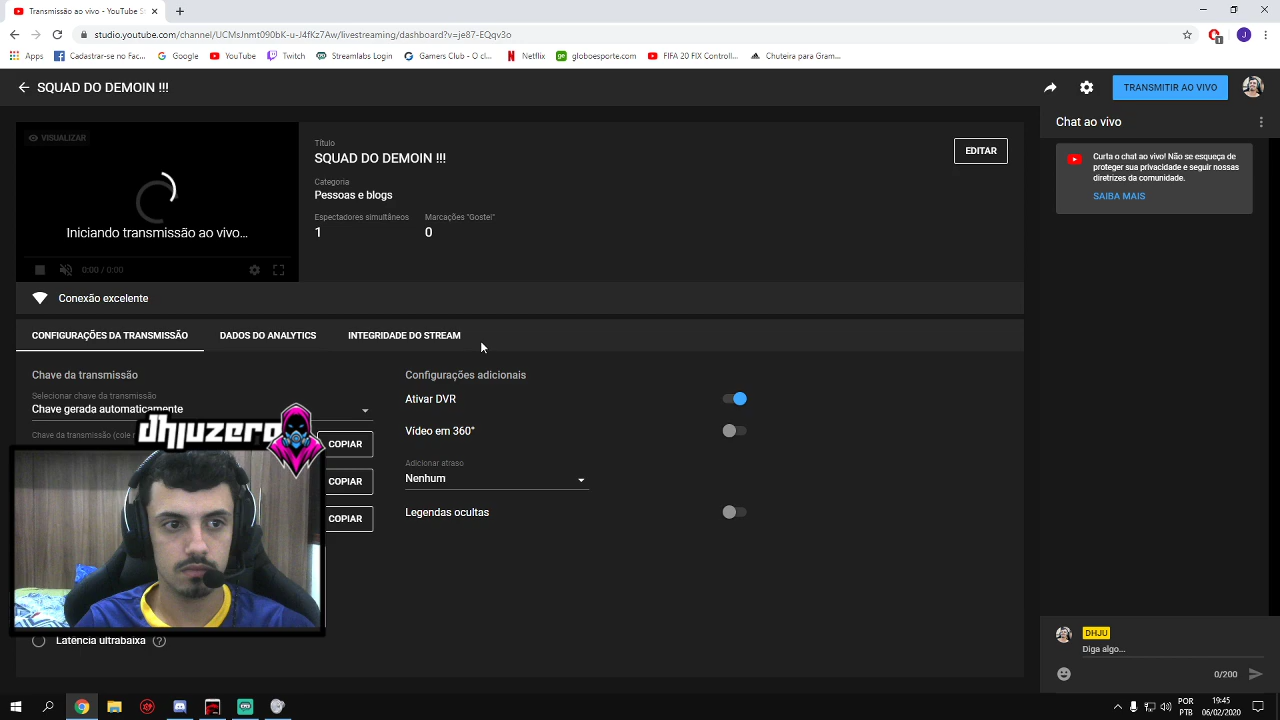 Transmissão ao vivo - YouTube S
studio.youtube.com/channel/UCMsJnmt090bK-u-J4fKz7Aw/livestreaming/dashboard?v=je87-EQqv3o
1
J
Apps
Cadastrar-se no Fac...
Google
YouTube
Twitch
Streamlabs Login
Gamers Club - O cl...
Netflix
globoesporte.com
FIFA 20 FIX Controll...
Chuteira para Gram...
SQUAD DO DEMOIN !!!
TRANSMITIR AO VIVO
VISUALIZAR
Iniciando transmissão ao vivo...
0:00 / 0:00
Título
SQUAD DO DEMOIN !!!
EDITAR
Categoria
Pessoas e blogs
Espectadores simultâneos
Marcações "Gostei"
1
0
Conexão excelente
CONFIGURAÇÕES DA TRANSMISSÃO
DADOS DO ANALYTICS
INTEGRIDADE DO STREAM
Chave da transmissão
Selecionar chave da transmissão
Chave gerada automaticamente
Chave da transmissão (cole
COPIAR
COPIAR
COPIAR
DHJUZERO
Latência ultrabaixa
Configurações adicionais
Ativar DVR
Vídeo em 360°
Adicionar atraso
Nenhum
Legendas ocultas
Chat ao vivo
Curta o chat ao vivo! Não se esqueça de
proteger sua privacidade e seguir nossas
diretrizes da comunidade.
SAIBA MAIS
DHJU
Diga algo...
0/200
POR
PTB
19:45
06/02/2020